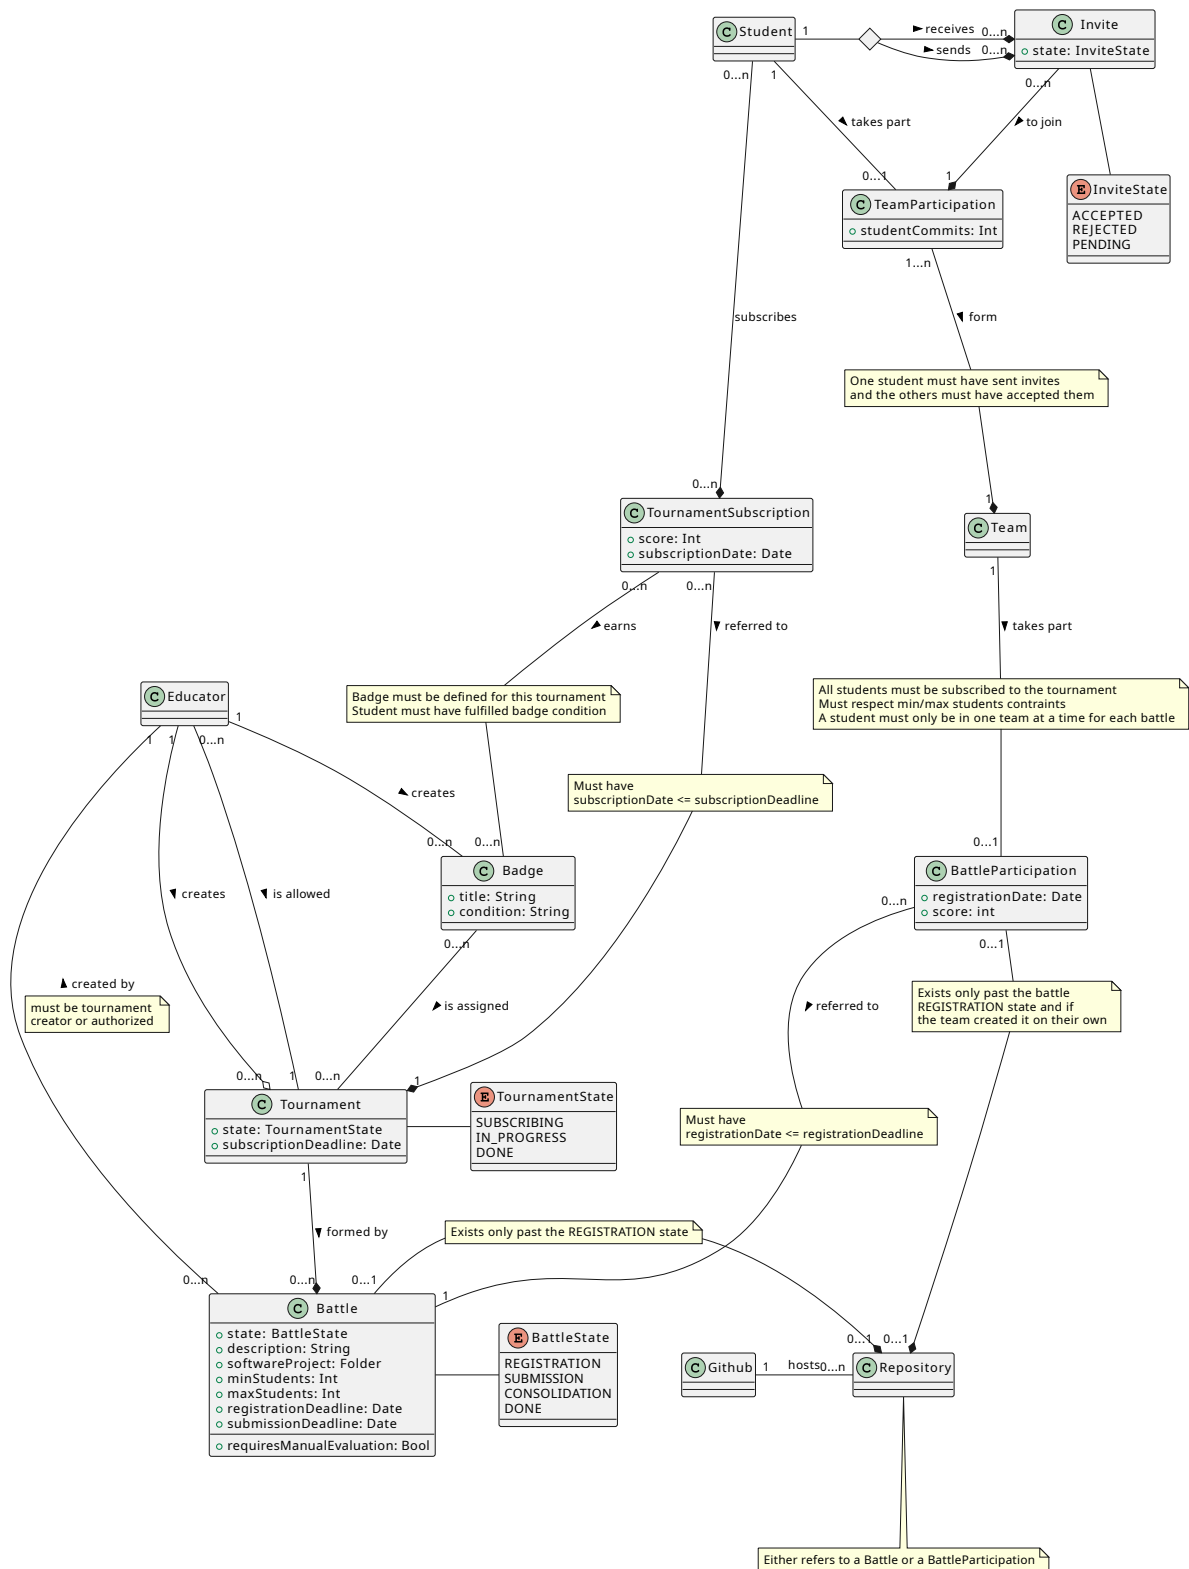 C Student
1
receives
0...n
sends
0...n
C Invite
state: InviteState
0...n
1
0...n
takes part
to join
0...1
1
C TeamParticipation
studentCommits: Int
E InviteState
ACCEPTED
REJECTED
PENDING
1...n
subscribes
form
One student must have sent invites
and the others must have accepted them
0...n
1
C TournamentSubscription
score: Int
subscriptionDate: Date
C Team
0...n
0...n
1
earns
referred to
takes part
C Educator
1
Badge must be defined for this tournament
Student must have fulfilled badge condition
All students must be subscribed to the tournament
Must respect min/max students contraints
A student must only be in one team at a time for each battle
1
1
0...n
creates
Must have
subscriptionDate <= subscriptionDeadline
0...n
0...n
0...1
C Badge
title: String
condition: String
C BattleParticipation
registrationDate: Date
score: int
creates
is allowed
0...n
0...n
0...1
created by
must be tournament
creator or authorized
is assigned
referred to
Exists only past the battle
REGISTRATION state and if
the team created it on their own
0...n
1
0...n
1
C Tournament
state: TournamentState
subscriptionDeadline: Date
E TournamentState
SUBSCRIBING
IN_PROGRESS
DONE
Must have
registrationDate <= registrationDeadline
1
formed by
Exists only past the REGISTRATION state
0...n
0...n
0...1
1
C Battle
state: BattleState
description: String
softwareProject: Folder
minStudents: Int
maxStudents: Int
registrationDeadline: Date
submissionDeadline: Date
requiresManualEvaluation: Bool
E BattleState
REGISTRATION
SUBMISSION
CONSOLIDATION
DONE
0...1
0...1
C Github
1
hosts
0...n
C Repository
Either refers to a Battle or a BattleParticipation